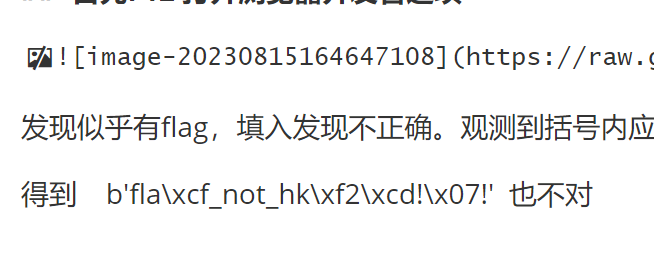 ![image-20230815164647108](https://raw.g
发现似乎有flag，填入发现不正确。观测到括号内应
得到 b'fla\xcf_not_hk\xf2\xcd!\x07!' 也不对